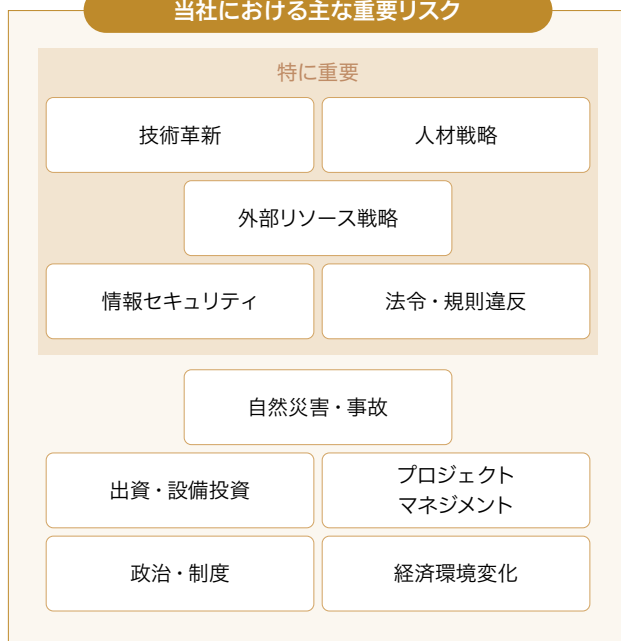 当社における主な重要リスク
特に重要
技術革新
人材戦略
外部リソース戦略
情報セキュリティ
法令・規則違反
自然災害・事故
出資・設備投資
プロジェクト
マネジメント
政治・制度
経済環境変化